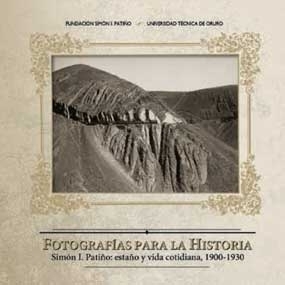 FUNDACIÓN SIMÓN I. PATIÑO UNIVERSIDAD TÉCNICA DE ORURO
FOTOGRAFÍAS PARA LA HISTORIA
Simón I. Patiño: estaño y vida cotidiana, 1900-1930